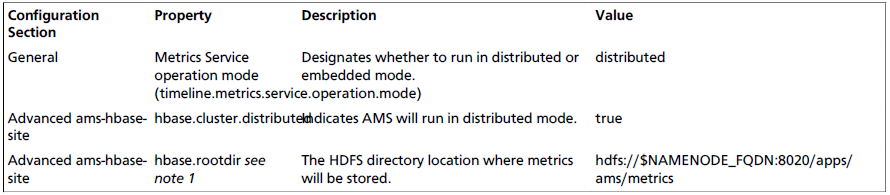 Configuration Section Property Description Value
General Metrics Service operation mode (timeline.metrics.service.operation.mode) Designates whether to run in distributed or embedded mode. distributed
Advanced ams-hbase-site hbase.cluster.distributed Indicates AMS will run in distributed mode. true
Advanced ams-hbase-site hbase.rootdir see note 1 The HDFS directory location where metrics will be stored. hdfs://$NAMENODE_FQDN:8020/apps/ams/metrics